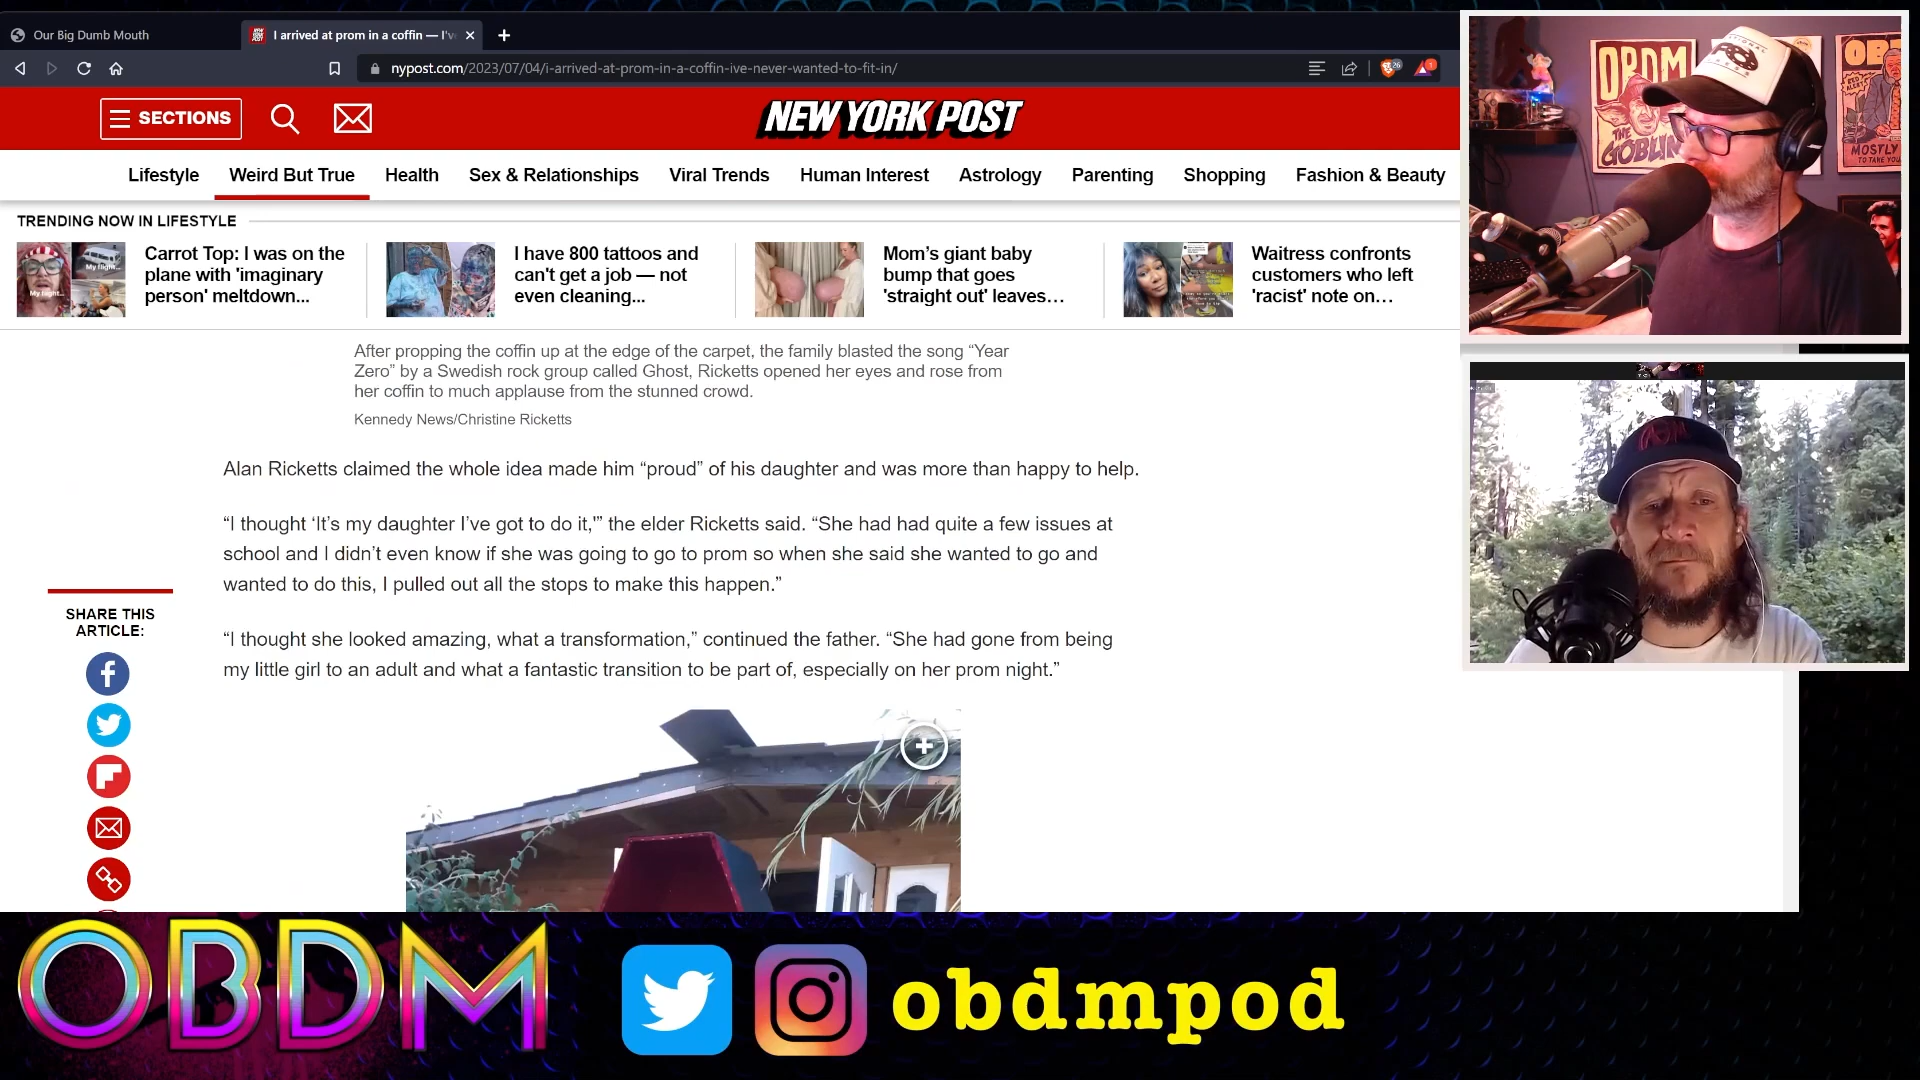 Our Big Dumb Mouth
I arrived at prom in a coffin — I'v
nypost.com/2023/07/04/i-arrived-at-prom-in-a-coffin-ive-never-wanted-to-fit-in/
SECTIONS
NEW YORK POST
Lifestyle Weird But True Health Sex & Relationships Viral Trends Human Interest Astrology Parenting Shopping Fashion & Beauty
TRENDING NOW IN LIFESTYLE
Carrot Top: I was on the
plane with 'imaginary
person' meltdown...
I have 800 tattoos and
can't get a job — not
even cleaning...
Mom’s giant baby
bump that goes
'straight out' leaves…
Waitress confronts
customers who left
'racist' note on…
After propping the coffin up at the edge of the carpet, the family blasted the song “Year
Zero” by a Swedish rock group called Ghost, Ricketts opened her eyes and rose from
her coffin to much applause from the stunned crowd.
Kennedy News/Christine Ricketts
Alan Ricketts claimed the whole idea made him “proud” of his daughter and was more than happy to help.
“I thought ‘It’s my daughter I’ve got to do it,'” the elder Ricketts said. “She had had quite a few issues at
school and I didn’t even know if she was going to go to prom so when she said she wanted to go and
wanted to do this, I pulled out all the stops to make this happen.”
“I thought she looked amazing, what a transformation,” continued the father. “She had gone from being
my little girl to an adult and what a fantastic transition to be part of, especially on her prom night.”
SHARE THIS
ARTICLE:
OBDM
THE
GOBLIN
OBD
MOSTLY
TO TAKE YOU
OBDM
obdmpod